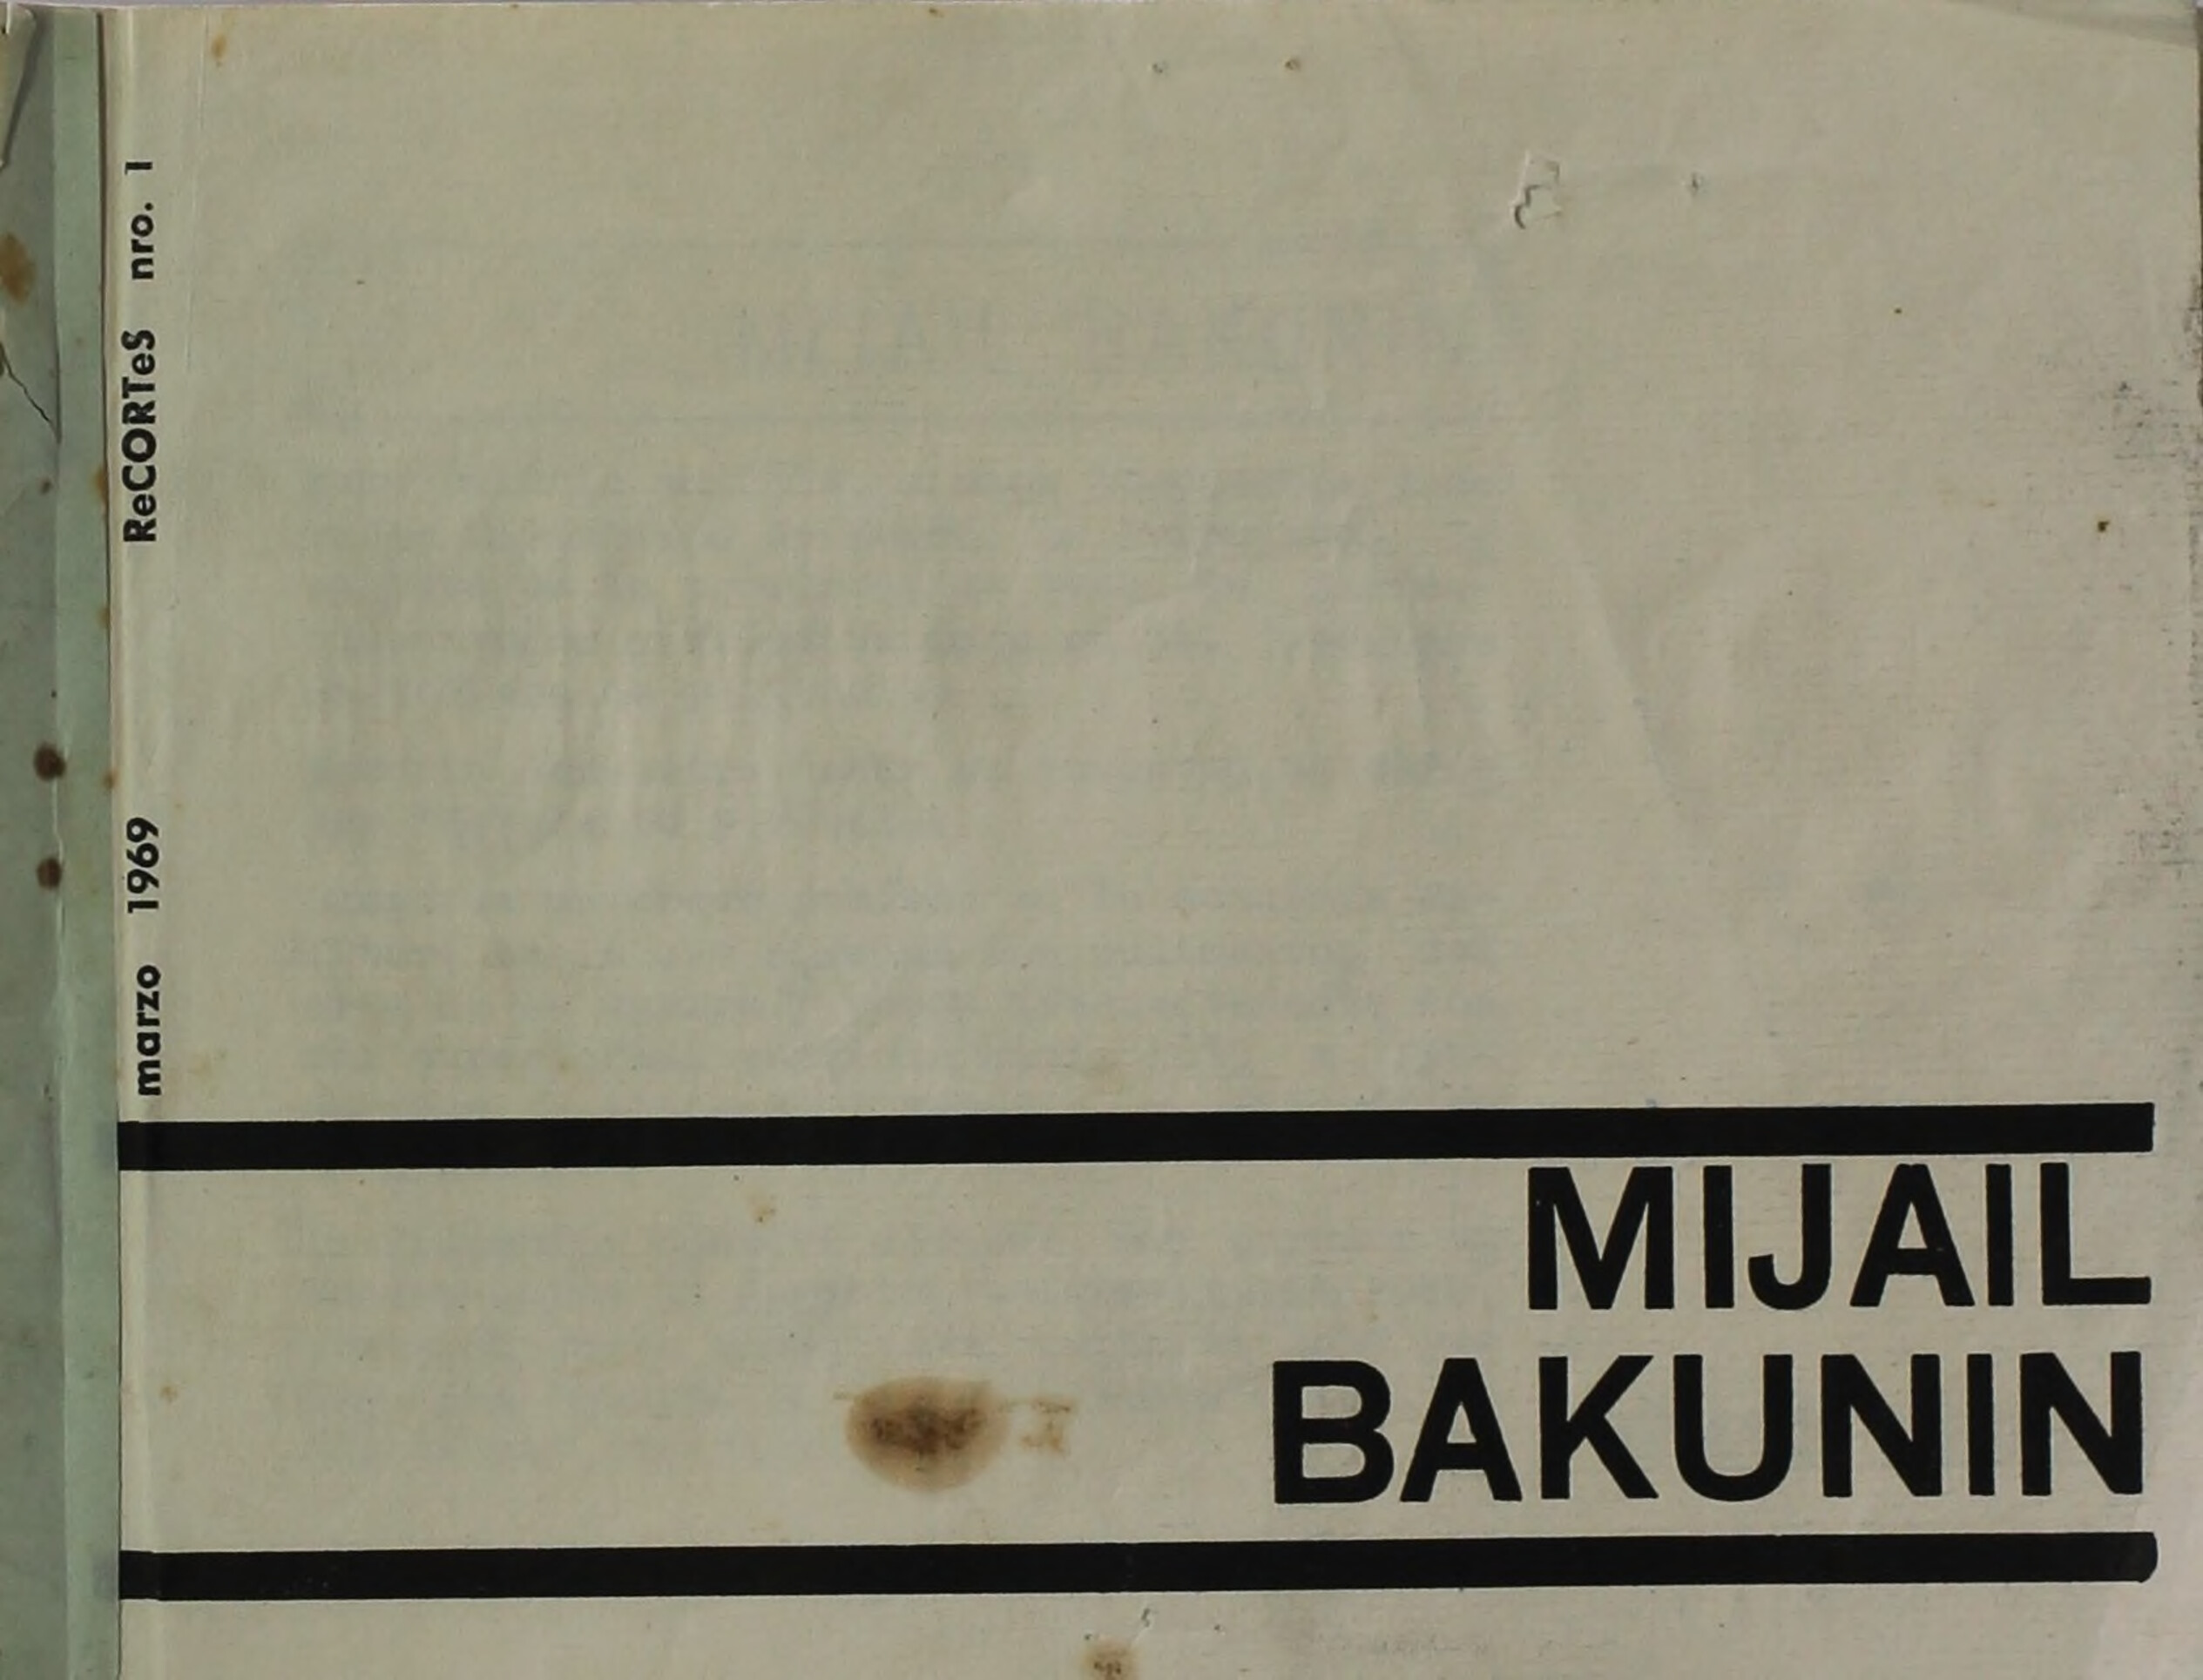 marzo 1969 ReCORTeS nro. 1
MIJAIL
BAKUNIN